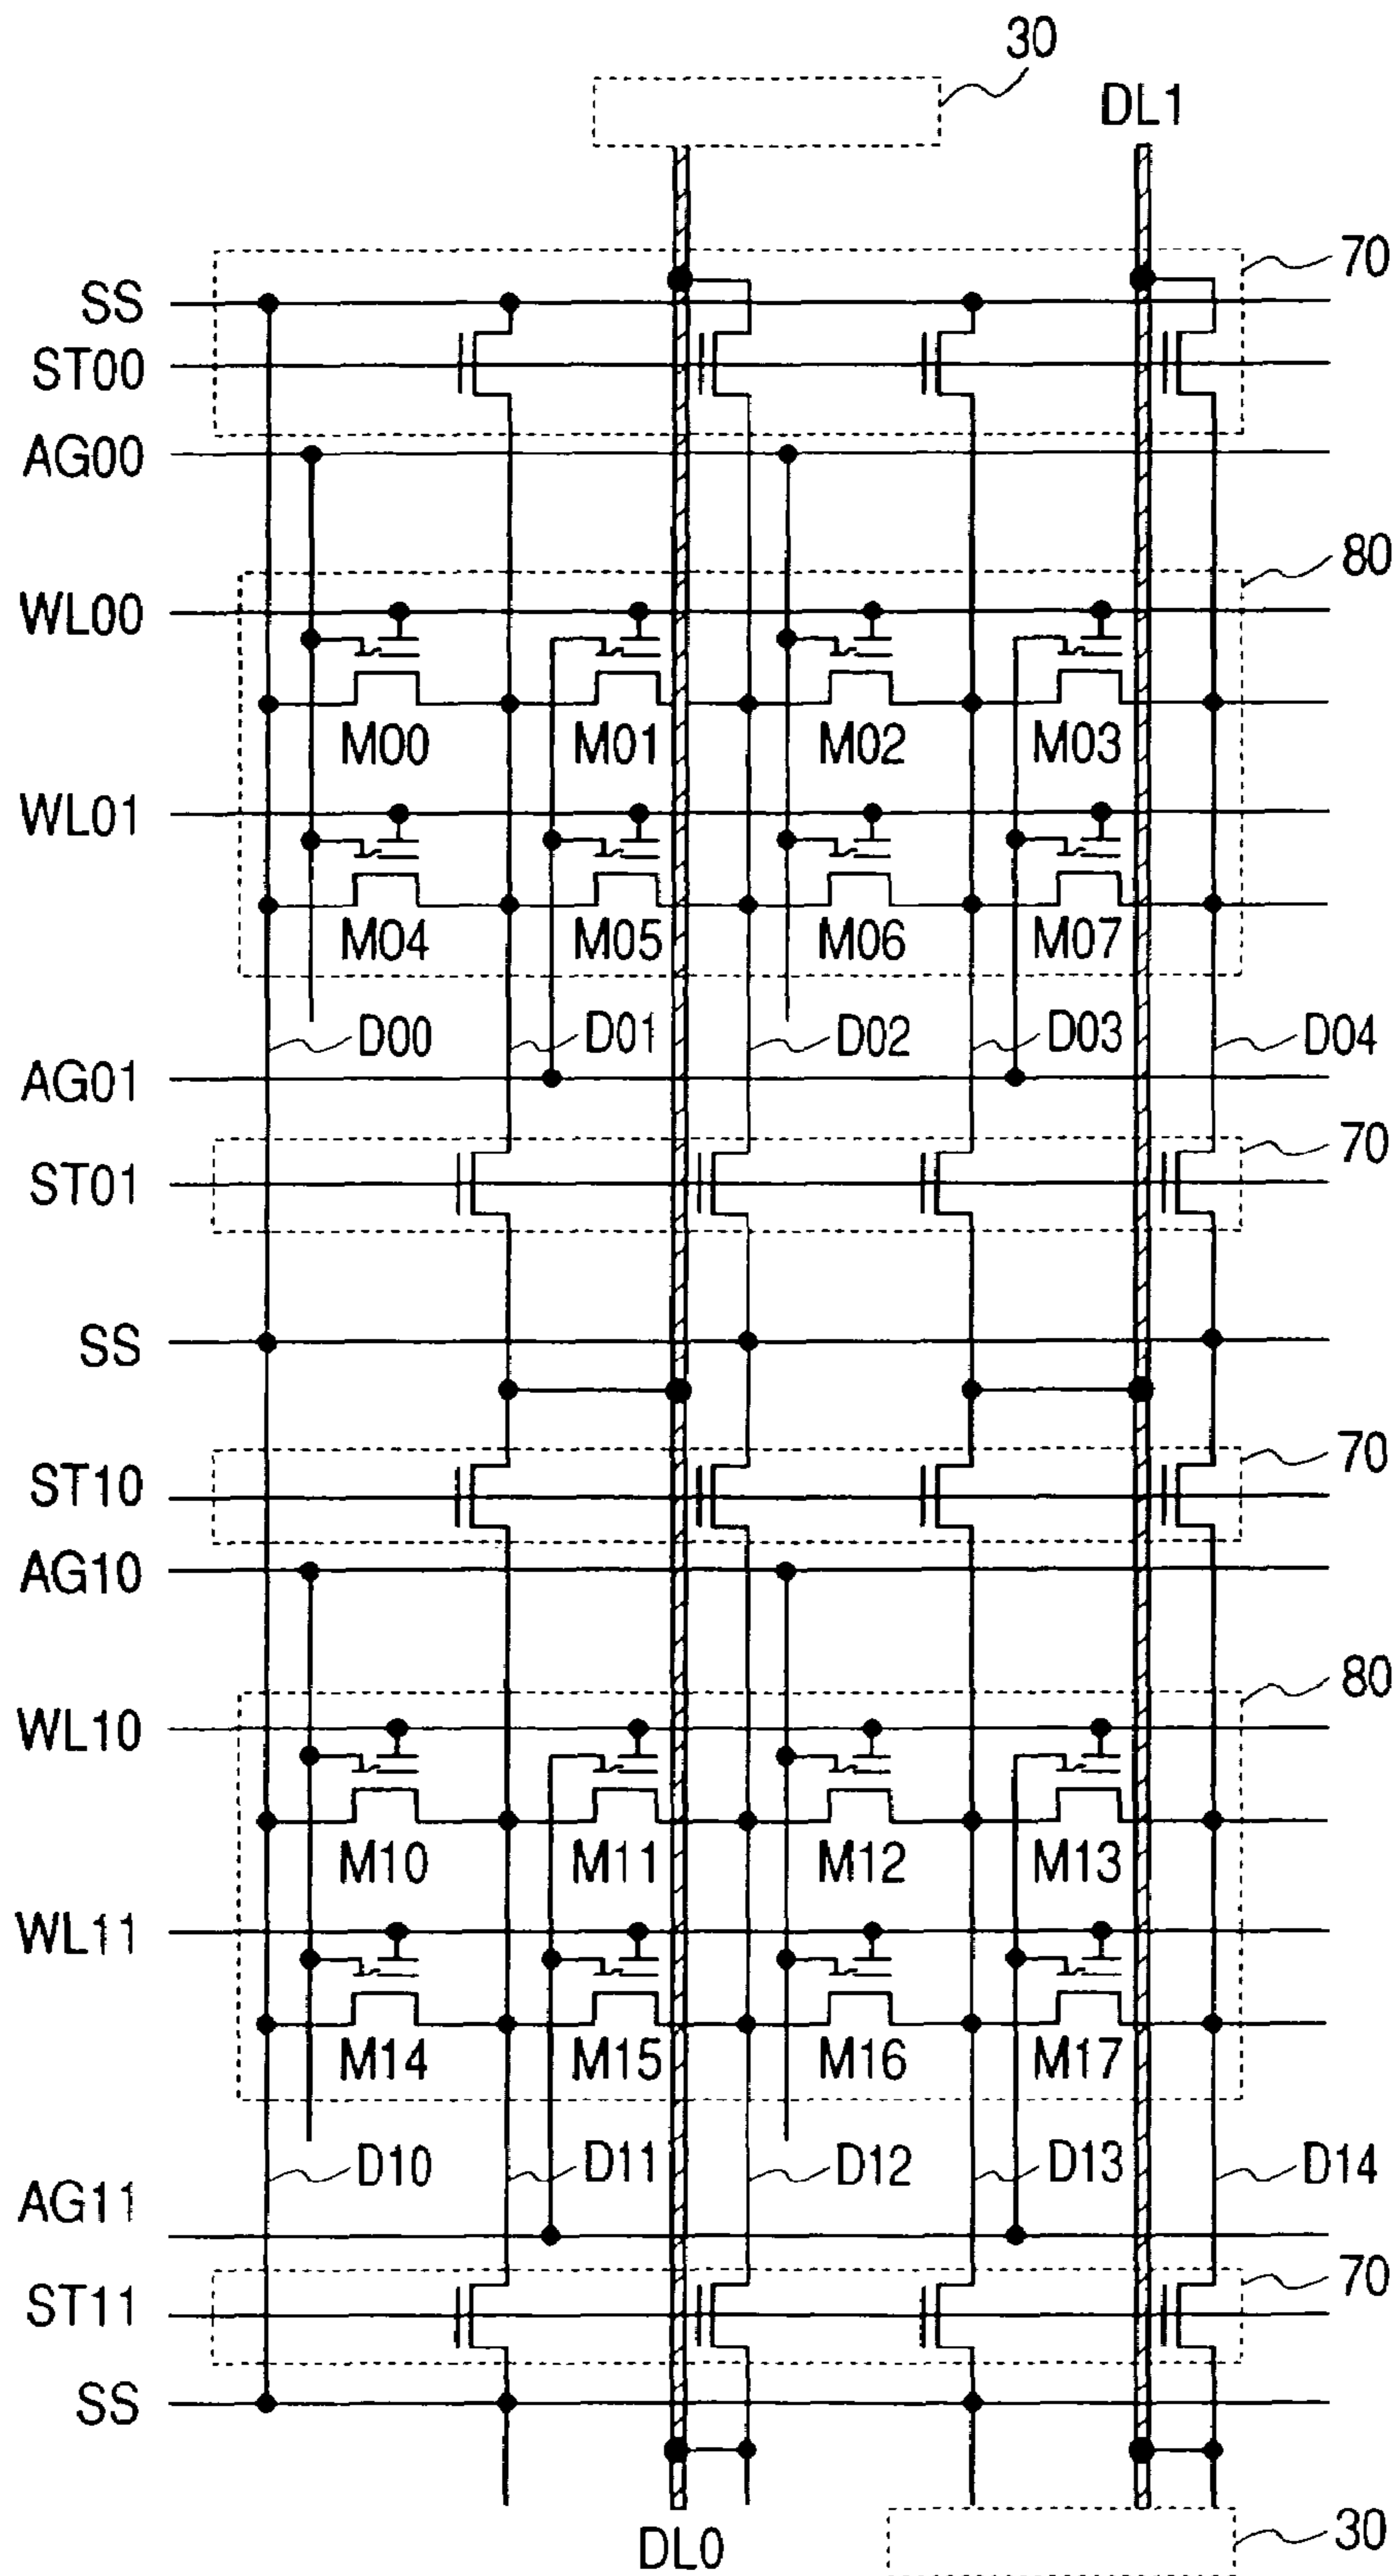 30
DL1
70
SS
ST00
AG00
80
WL00
M00 M01 M02 M03
WL01
M04 M05 M06 M07
D00 D01 D02 D03 D04
AG01
70
ST01
SS
70
ST10
AG10
80
WL10
M10 M11 M12 M13
WL11
M14 M15 M16 M17
D10 D11 D12 D13 D14
AG11
70
ST11
SS
DL0
30